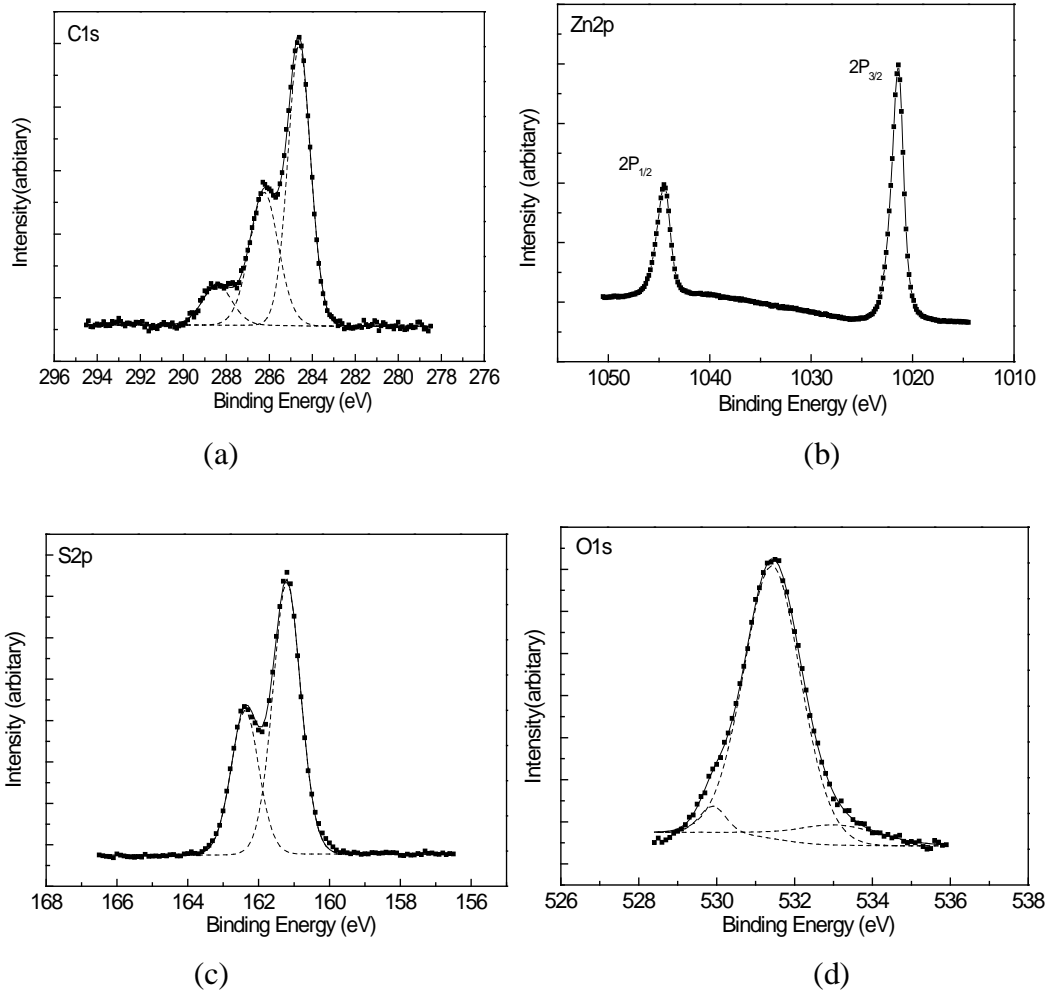 C1s
Intensity(arbitary)
296 294 292 290 288 286 284 282 280 278 276
Binding Energy (eV)
(a)
Zn2p
2P3/2
2P1/2
Intensity (arbitary)
1050 1040 1030 1020 1010
Binding Energy (eV)
(b)
S2p
Intensity (arbitary)
168 166 164 162 160 158 156
Binding Energy (eV)
(c)
O1s
Intensity(arbitary)
526 528 530 532 534 536 538
Binding Energy (eV)
(d)